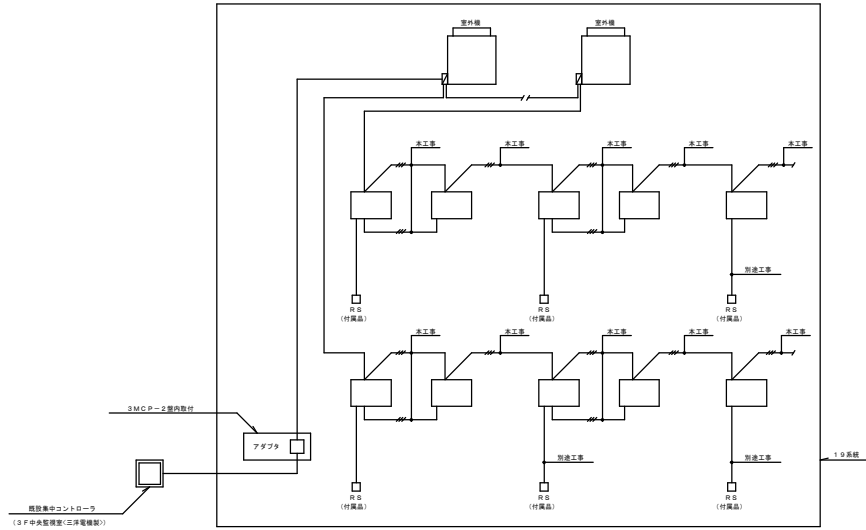 室外機
室外機
本工事
本工事
本工事
本工事
本工事
別途工事
RS
(付属品)
RS
(付属品)
RS
(付属品)
本工事
本工事
本工事
本工事
本工事
3MCP-2盤内取付
アダプタ
別途工事
別途工事
19系統
RS
(付属品)
RS
(付属品)
RS
(付属品)
既設集中コントローラ
(3F中央監視室<三洋電機製>)